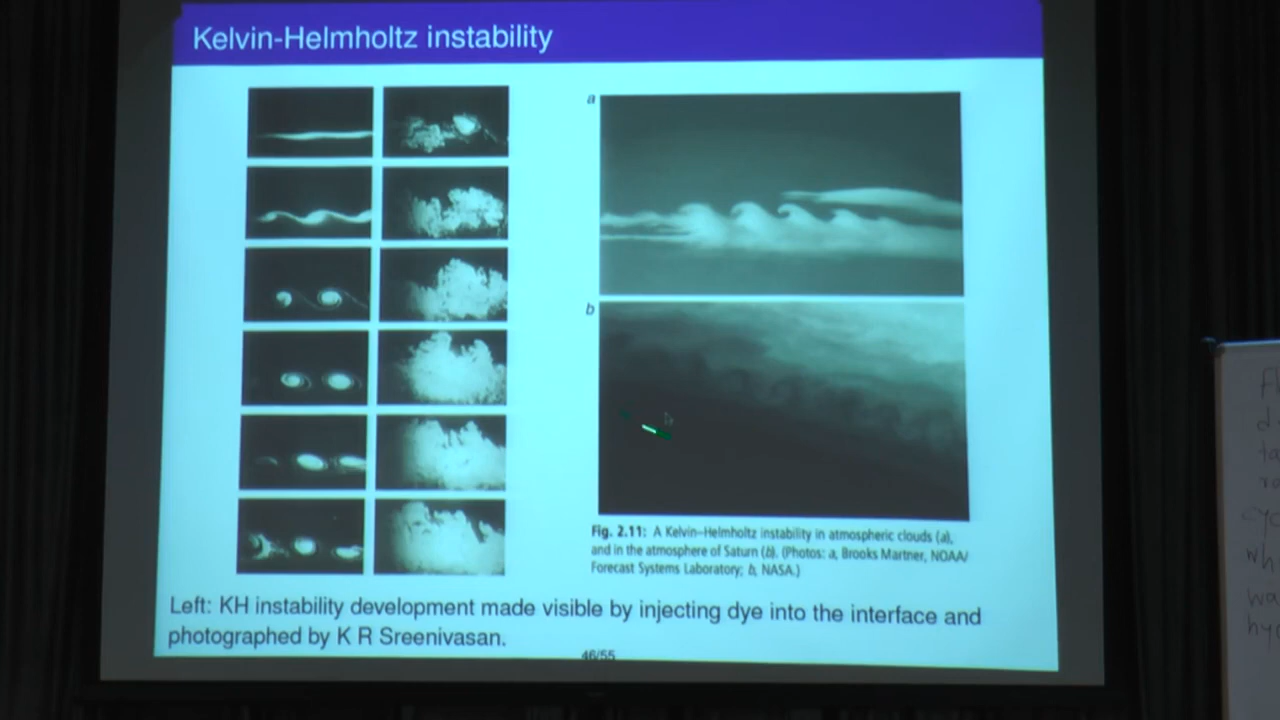 Kelvin-Helmholtz instability
a
b
Fig. 2.11: A Kelvin–Helmholtz instability in atmospheric clouds (a),
and in the atmosphere of Saturn (b). (Photos: a, Brooks Martner, NOAA/
Forecast Systems Laboratory; b, NASA.)
Left: KH instability development made visible by injecting dye into the interface and
photographed by K R Sreenivasan.
46/55